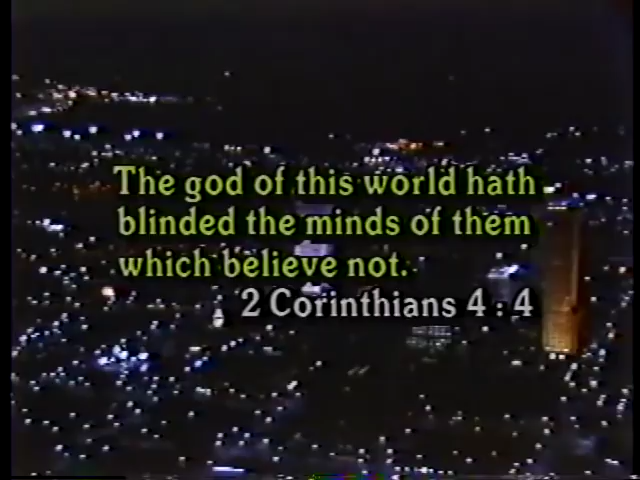 The god of this world hath
blinded the minds of them
which believe not.
2 Corinthians 4 : 4